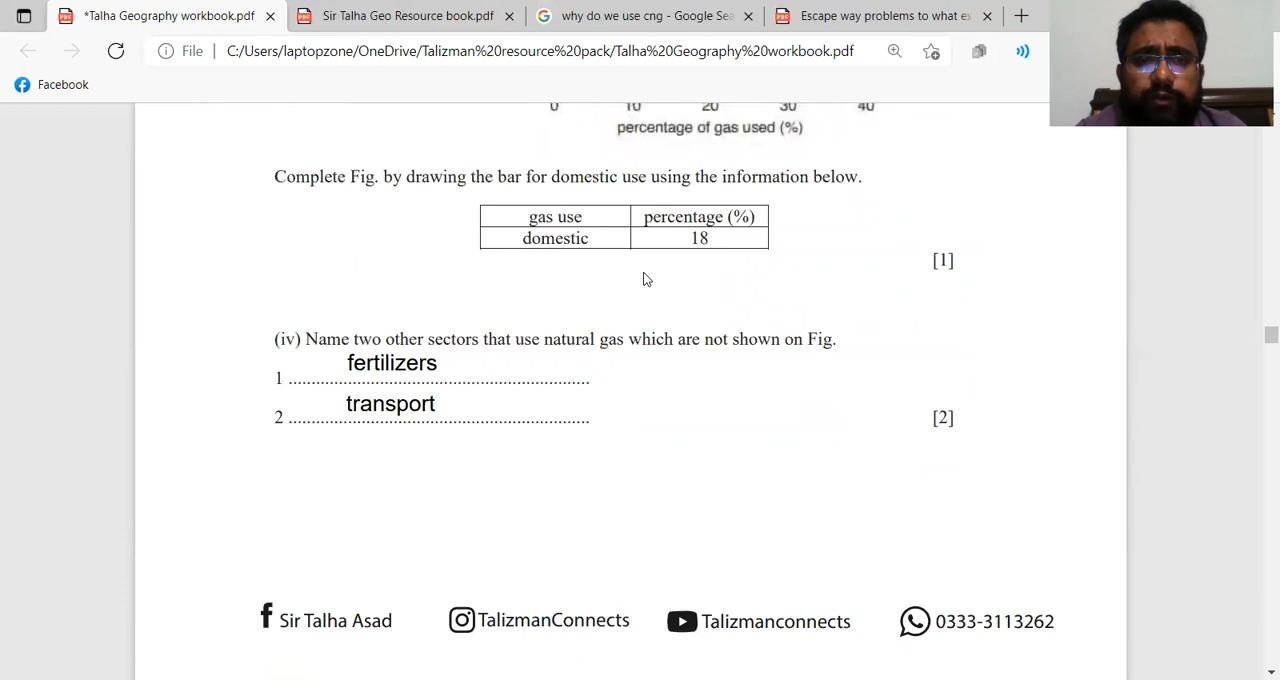 *Talha Geography workbook.pdf
Sir Talha Geo Resource book.pdf
why do we use cng - Google Sea
Escape way problems to what ex
File
C:/Users/laptopzone/OneDrive/Talizman%20resource%20pack/Talha%20Geography%20workbook.pdf
Facebook
0 10 20 30 40
percentage of gas used (%)
Complete Fig. by drawing the bar for domestic use using the information below.
gas use percentage (%)
domestic 18
[1]
(iv) Name two other sectors that use natural gas which are not shown on Fig.
fertilizers
1 ..................................................................
transport
2 .................................................................. [2]
Sir Talha Asad TalizmanConnects Talizmanconnects 0333-3113262